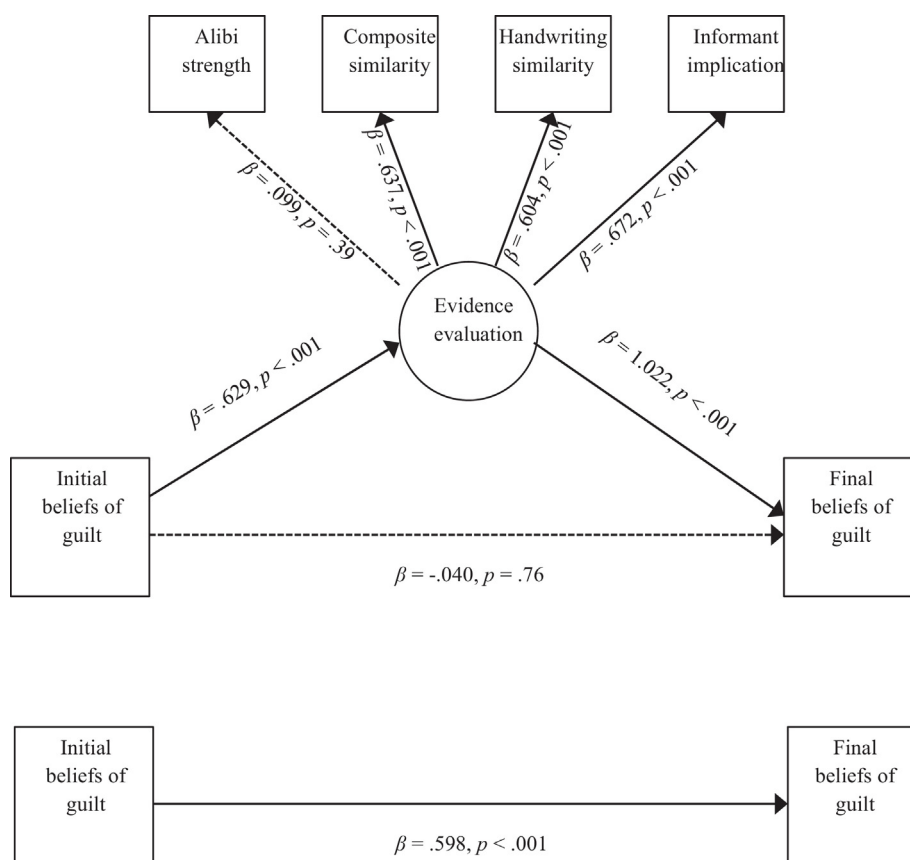 Alibi
strength
Composite
similarity
Handwriting
similarity
Informant
implication
β = .099, p = .39
β = .637, p < .001
β = .604, p < .001
β = .672, p < .001
Evidence
evaluation
β = .629, p < .001
β = 1.022, p < .001
Initial
beliefs of
guilt
Final
beliefs of
guilt
β = -.040, p = .76
Initial
beliefs of
guilt
Final
beliefs of
guilt
β = .598, p < .001